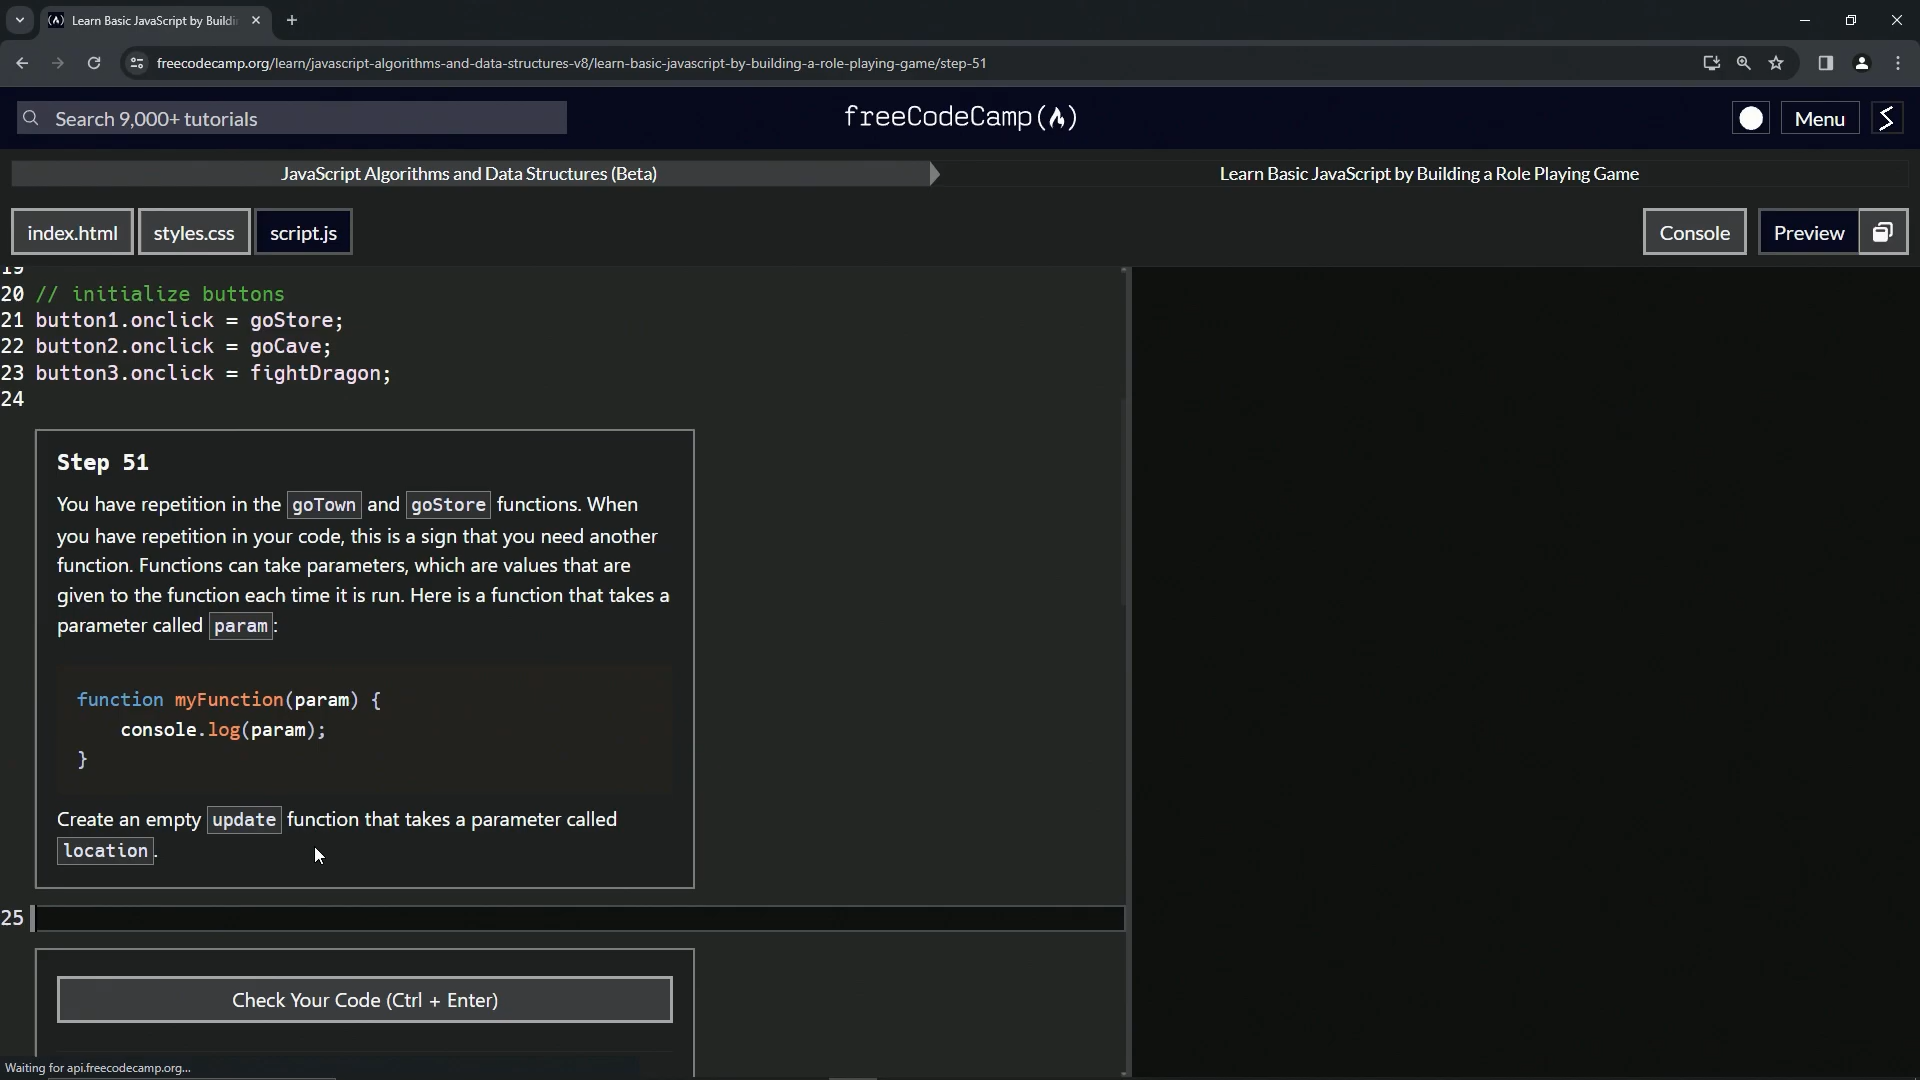 Learn Basic JavaScript by Buildi
freecodecamp.org/learn/javascript-algorithms-and-data-structures-v8/learn-basic-javascript-by-building-a-role-playing-game/step-51
Search 9,000+ tutorials
freeCodeCamp(🔥)
Menu
JavaScript Algorithms and Data Structures (Beta)
Learn Basic JavaScript by Building a Role Playing Game
index.html
styles.css
script.js
Console
Preview
19
20 // initialize buttons
21 button1.onclick = goStore;
22 button2.onclick = goCave;
23 button3.onclick = fightDragon;
24
Step 51
You have repetition in the goTown and goStore functions. When
you have repetition in your code, this is a sign that you need another
function. Functions can take parameters, which are values that are
given to the function each time it is run. Here is a function that takes a
parameter called param:
function myFunction(param) {
console.log(param);
}
Create an empty update function that takes a parameter called
location.
25
Check Your Code (Ctrl + Enter)
Waiting for api.freecodecamp.org...